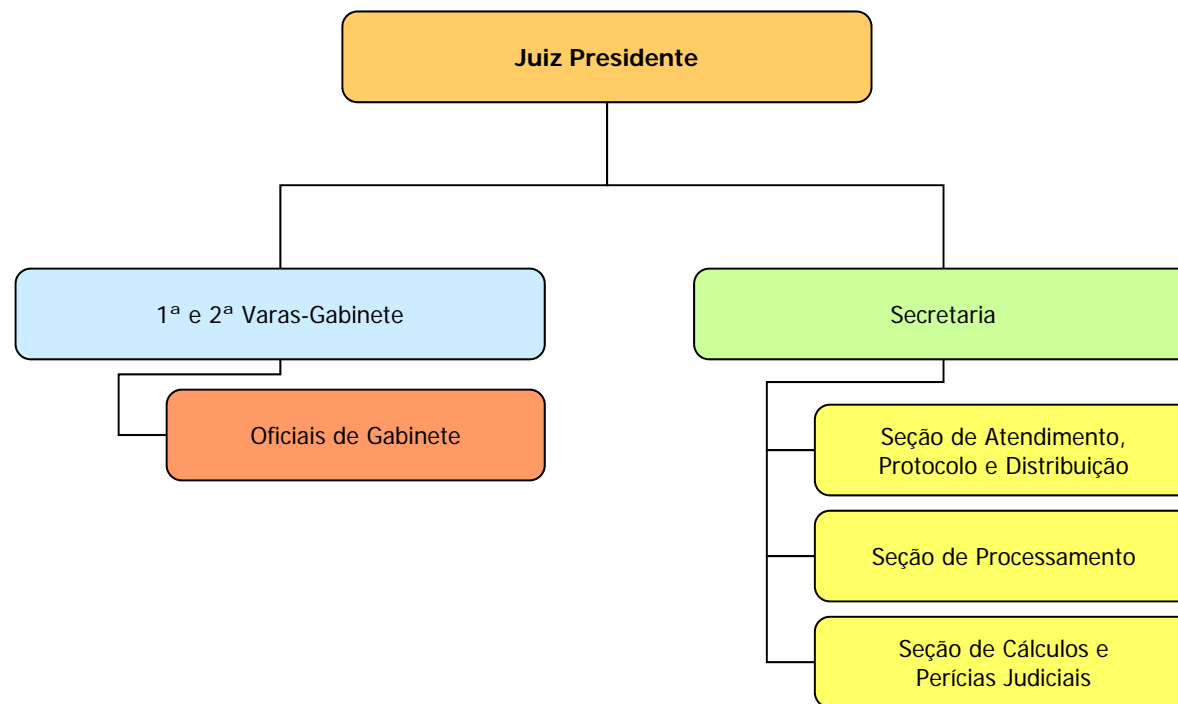 Juiz Presidente
1ª e 2ª Varas-Gabinete
Secretaria
Oficiais de Gabinete
Seção de Atendimento,
Protocolo e Distribuição
Seção de Processamento
Seção de Cálculos e
Perícias Judiciais